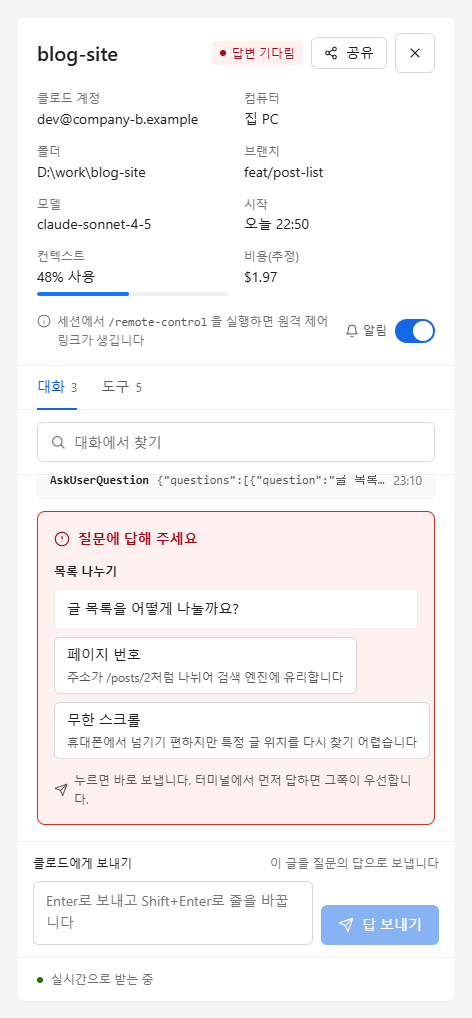 blog-site
답변 기다림
공유
클로드 계정
dev@company-b.example
컴퓨터
집 PC
폴더
D:\work\blog-site
브랜치
feat/post-list
모델
claude-sonnet-4-5
시작
오늘 22:50
컨텍스트
48% 사용
비용(추정)
$1.97
세션에서 /remote-control 을 실행하면 원격 제어
링크가 생깁니다
알림
대화 3
도구 5
대화에서 찾기
AskUserQuestion {"questions":[{"question":"글 목록… 23:10
질문에 답해 주세요
목록 나누기
글 목록을 어떻게 나눌까요?
페이지 번호
주소가 /posts/2처럼 나뉘어 검색 엔진에 유리합니다
무한 스크롤
휴대폰에서 넘기기 편하지만 특정 글 위치를 다시 찾기 어렵습니다
누르면 바로 보냅니다. 터미널에서 먼저 답하면 그쪽이 우선합니
다.
클로드에게 보내기
이 글을 질문의 답으로 보냅니다
Enter로 보내고 Shift+Enter로 줄을 바꿉
니다
답 보내기
실시간으로 받는 중